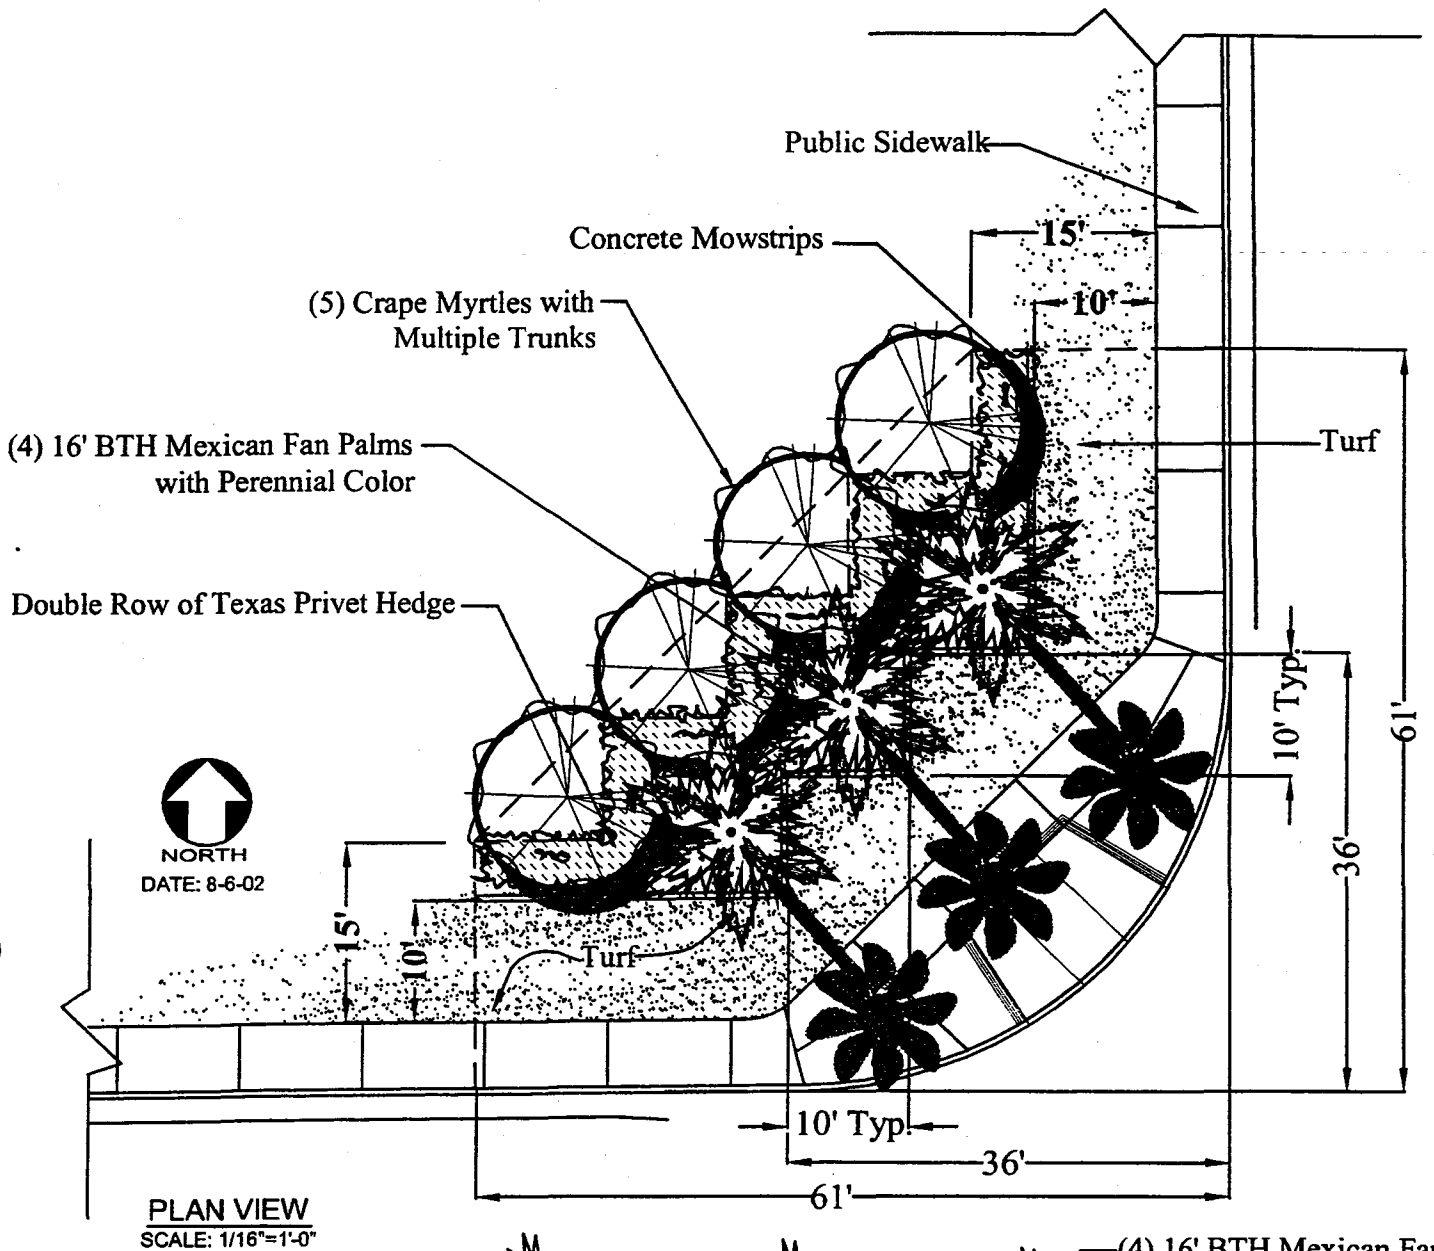 Public Sidewalk
15'
Concrete Mowstrips
(5) Crape Myrtles with
Multiple Trunks
10'
(4) 16' BTH Mexican Fan Palms
with Perennial Color
Turf
Double Row of Texas Privet Hedge
10' Typ.
61'
36'
NORTH
DATE: 8-6-02
15'
10'
Turf
10' Typ.
36'
61'
PLAN VIEW
SCALE: 1/16"=1'-0"
(4) 16' BTH Mexican Fan